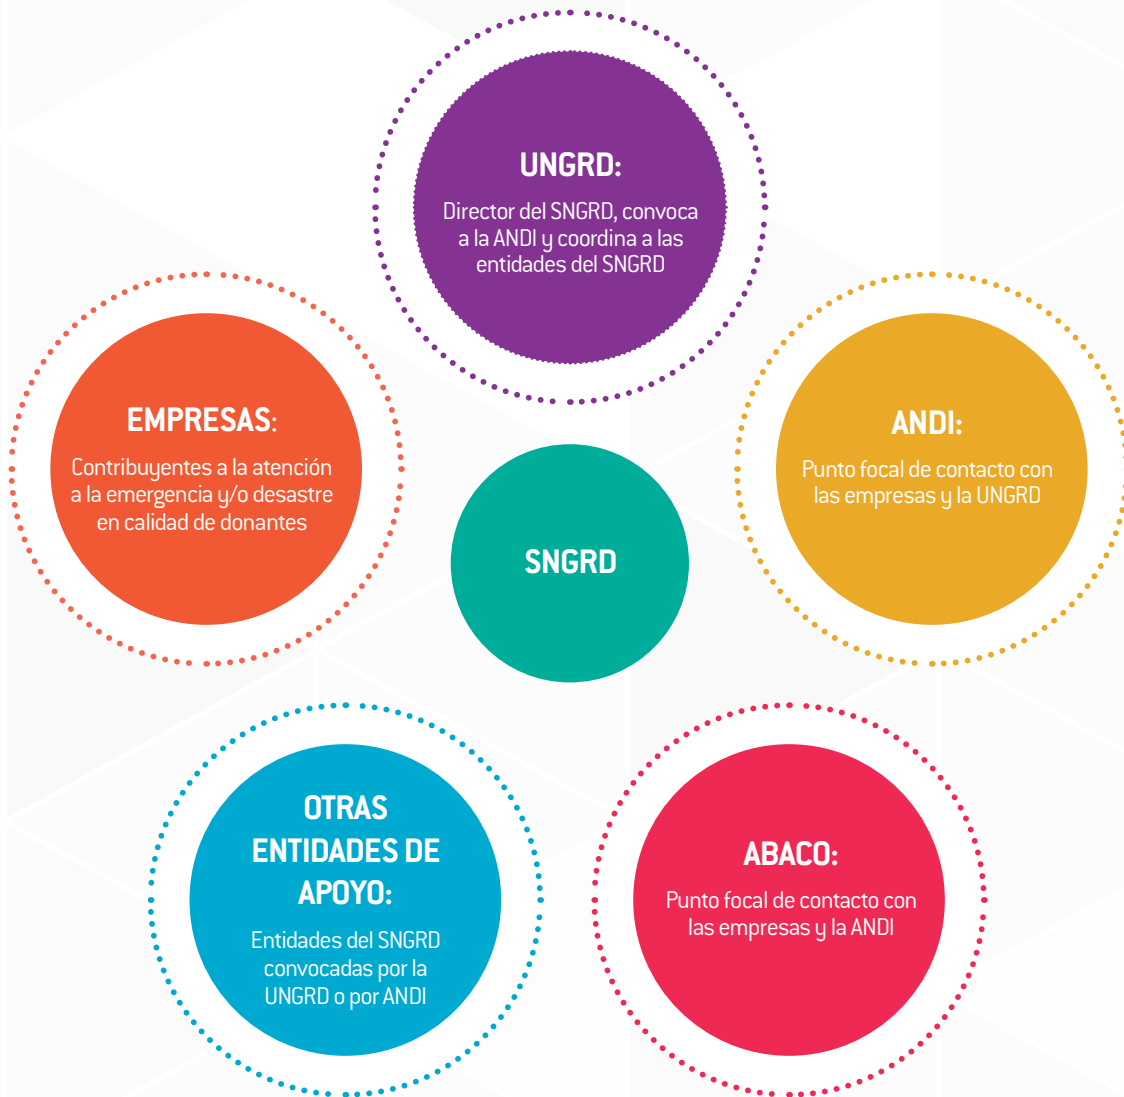 UNGRD:
Director del SNGRD, convoca
a la ANDI y coordina a las
entidades del SNGRD
EMPRESAS:
Contribuyentes a la atención
a la emergencia y/o desastre
en calidad de donantes
ANDI:
Punto focal de contacto con
las empresas y la UNGRD
SNGRD
OTRAS
ENTIDADES DE
APOYO:
Entidades del SNGRD
convocadas por la
UNGRD o por ANDI
ABACO:
Punto focal de contacto con
las empresas y la ANDI